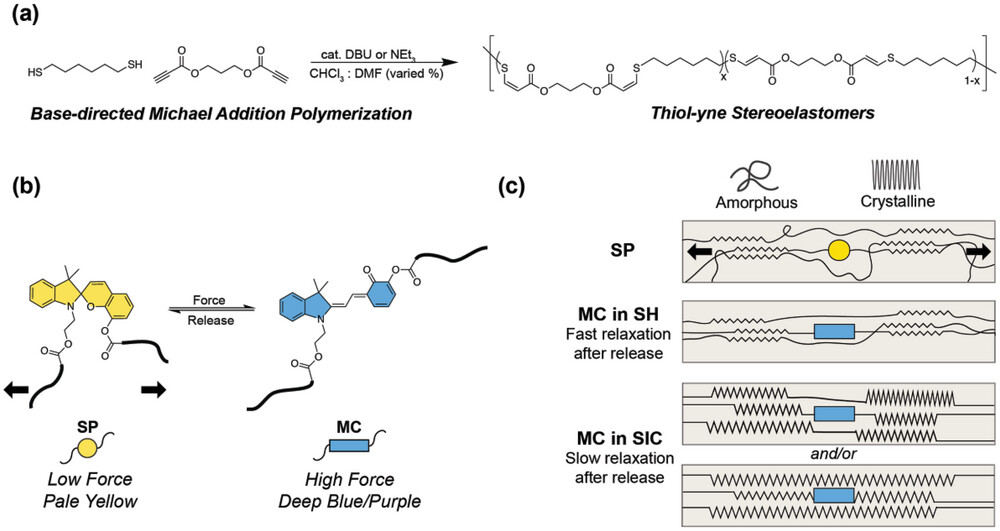 (a)
HS
SH
O
O
O
O
cat. DBU or NEt3
CHCl3 : DMF (varied %)
S
O
O
O
O
S
x
S
O
O
O
O
S
1-x
Base-directed Michael Addition Polymerization
Thiol-yne Stereoelastomers
(b)
N
O
O
O
O
O
Force
Release
O
O
O
N
O
O
SP
Low Force
Pale Yellow
MC
High Force
Deep Blue/Purple
(c)
Amorphous
Crystalline
SP
MC in SH
Fast relaxation
after release
MC in SIC
Slow relaxation
after release
and/or